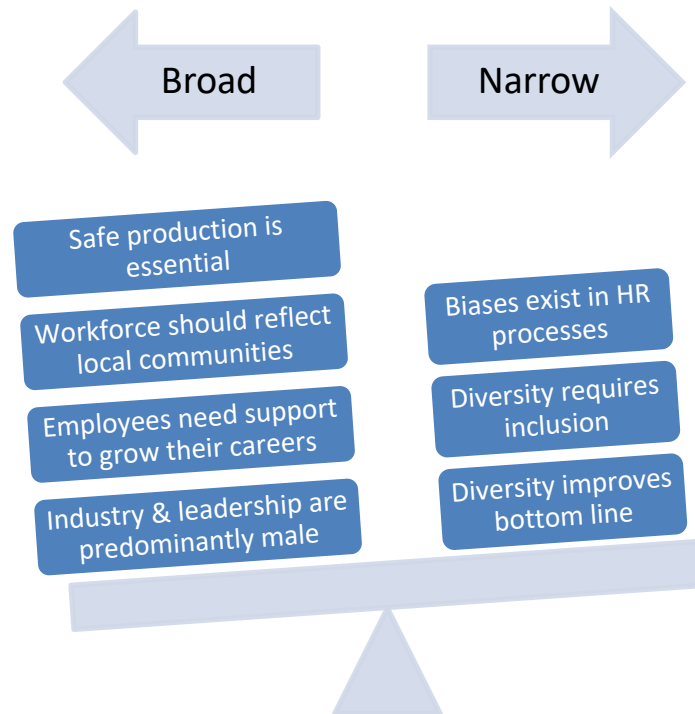 Broad
Narrow
Safe production is
essential
Workforce should reflect
local communities
Employees need support
to grow their careers
Industry & leadership are
predominantly male
Biases exist in HR
processes
Diversity requires
inclusion
Diversity improves
bottom line